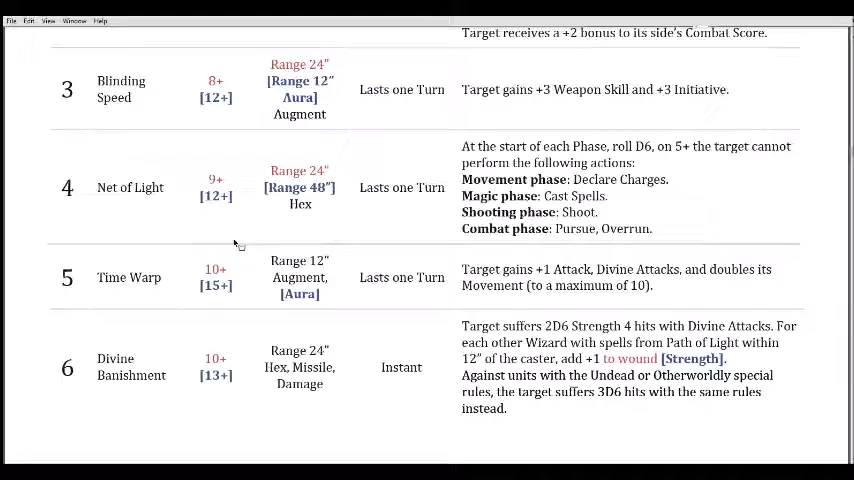 File Edit View Window Help
Target receives a +2 bonus to its side's Combat Score.
3 Blinding Speed 8+ [12+] Range 24" [Range 12" Aura] Augment Lasts one Turn Target gains +3 Weapon Skill and +3 Initiative.
4 Net of Light 9+ [12+] Range 24" [Range 48"] Hex Lasts one Turn
At the start of each Phase, roll D6, on 5+ the target cannot
perform the following actions:
Movement phase: Declare Charges.
Magic phase: Cast Spells.
Shooting phase: Shoot.
Combat phase: Pursue, Overrun.
5 Time Warp 10+ [15+] Range 12" Augment, [Aura] Lasts one Turn
Target gains +1 Attack, Divine Attacks, and doubles its
Movement (to a maximum of 10).
6 Divine Banishment 10+ [13+] Range 24" Hex, Missile, Damage Instant
Target suffers 2D6 Strength 4 hits with Divine Attacks. For
each other Wizard with spells from Path of Light within
12" of the caster, add +1 to wound [Strength].
Against units with the Undead or Otherworldly special
rules, the target suffers 3D6 hits with the same rules
instead.